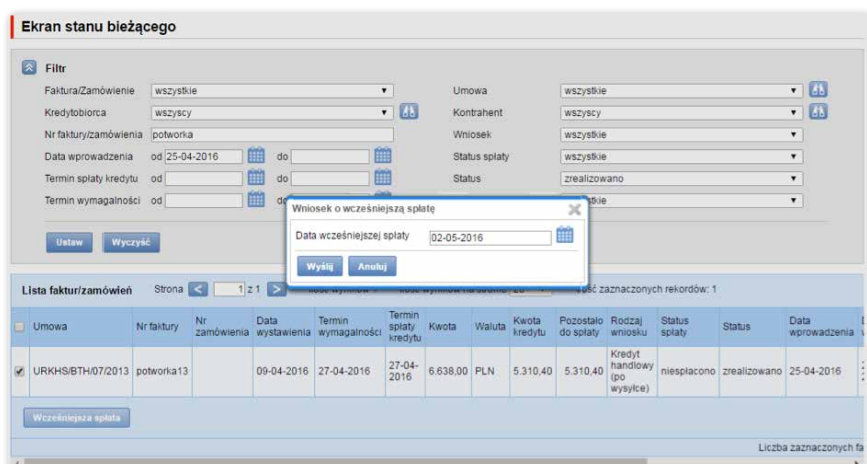 Ekran stanu bieżącego
Filtr
Faktura/Zamówienie wszystkie Umowa wszystkie
Kredytobiorca wszyscy Kontrahent wszyscy
Nr faktury/zamówienia potworka Wniosek wszystkie
Data wprowadzenia od 25-04-2016 do Status spłaty wszystkie
Termin spłaty kredytu od do Status zrealizowano
Termin wymagalności od
Wniosek o wcześniejszą spłatę
Data wcześniejszej spłaty 02-05-2016
Wyślij Anuluj
Ustaw Wyczyść
Lista faktur/zamówień Strona < 1 z 1 > zaznaczonych rekordów: 1
Umowa Nr faktury Nr zamówienia Data wystawienia Termin wymagalności Termin spłaty kredytu Kwota Waluta Kwota kredytu Pozostało do spłaty Rodzaj wniosku Status spłaty Status Data wprowadzenia
URKHS/BTH/07/2013 potworka13 09-04-2016 27-04-2016 27-04-2016 6.638,00 PLN 5.310,40 5.310,40 Kredyt handlowy (po wysyłce) niespłacono zrealizowano 25-04-2016
Wcześniejsza spłata
Liczba zaznaczonych fa